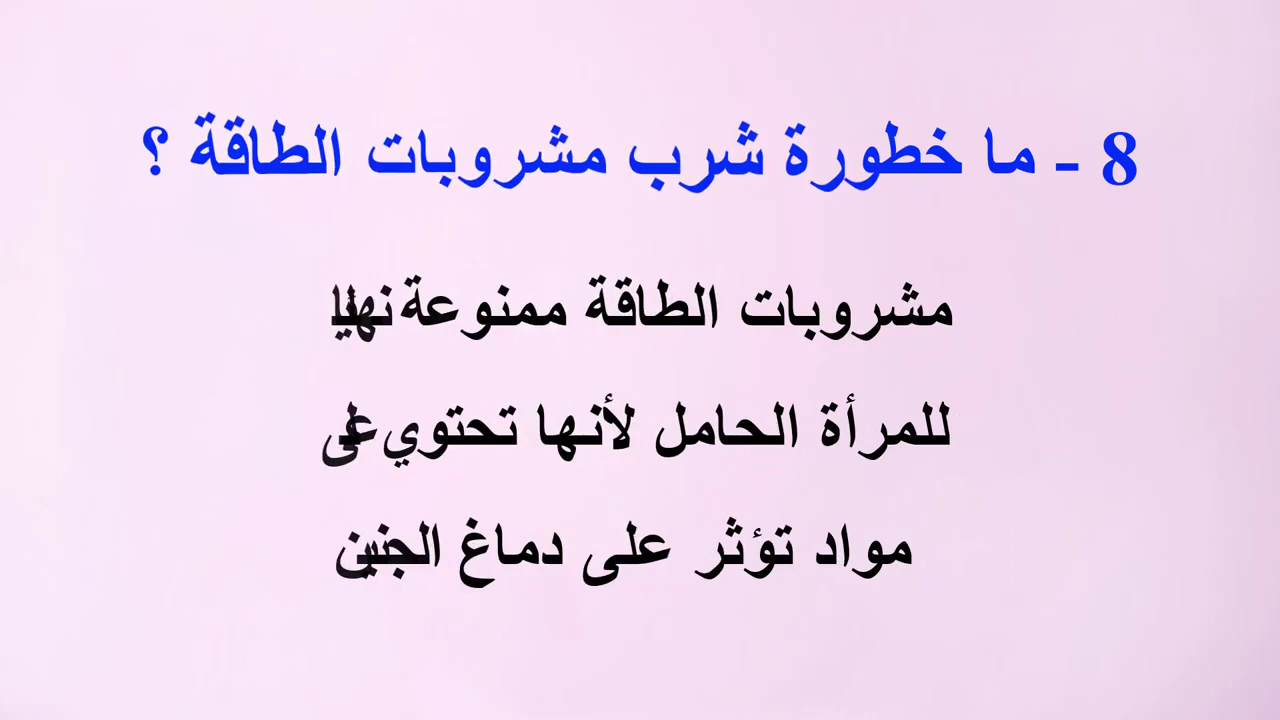 8 - ما خطورة شرب مشروبات الطاقة ؟
مشروبات الطاقة ممنوعة نهائيا
للمرأة الحامل لأنها تحتوي على
مواد تؤثر على دماغ الجنين